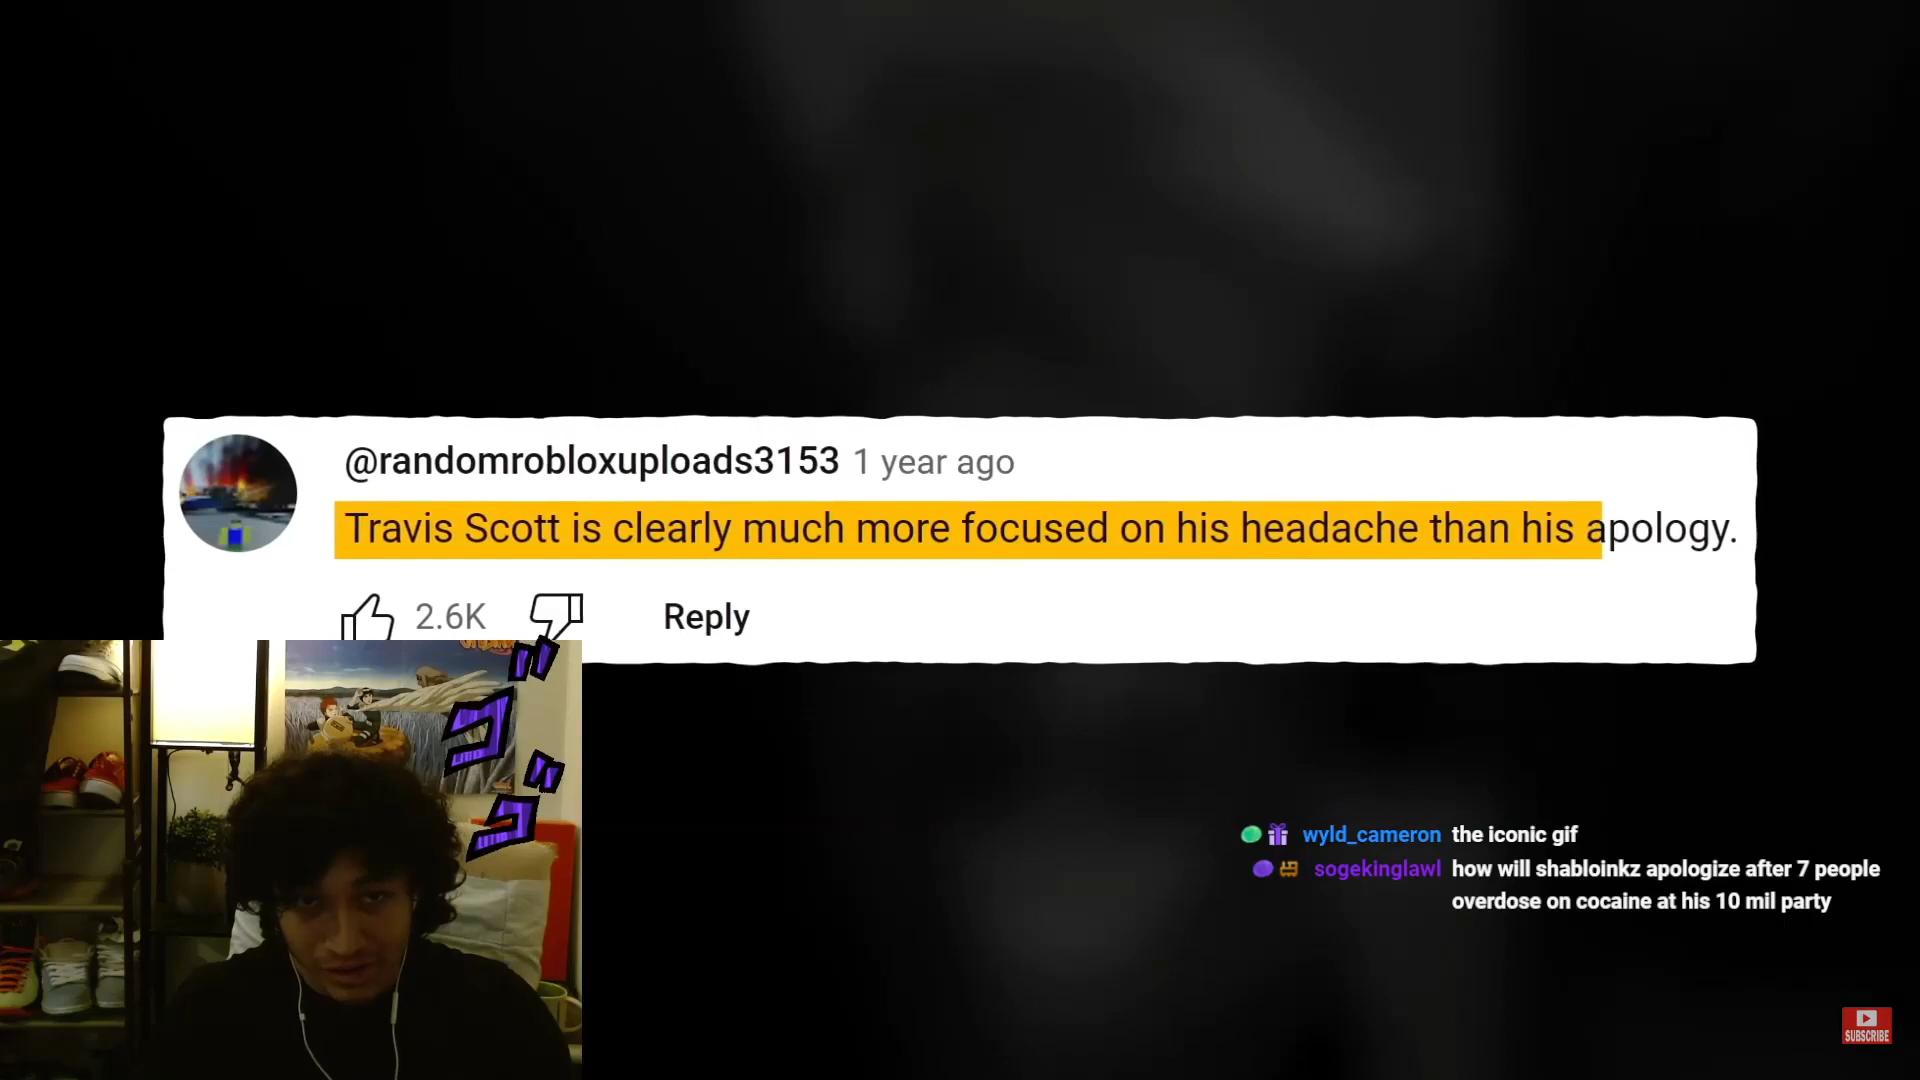 @randomrobloxuploads3153 1 year ago
Travis Scott is clearly much more focused on his headache than his apology.
2.6K Reply
ゴ
ゴ
wyld_cameron the iconic gif
sogekinglawl how will shabloinkz apologize after 7 people
overdose on cocaine at his 10 mil party
SUBSCRIBE